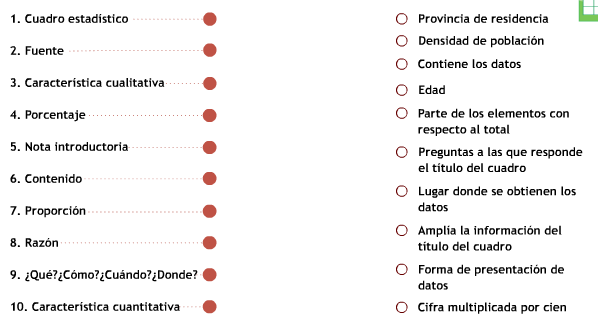 1. Cuadro estadístico
2. Fuente
3. Característica cualitativa
4. Porcentaje
5. Nota introductoria
6. Contenido
7. Proporción
8. Razón
9. ¿Qué?¿Cómo?¿Cuándo?¿Donde?
10. Característica cuantitativa
Provincia de residencia
Densidad de población
Contiene los datos
Edad
Parte de los elementos con
respecto al total
Preguntas a las que responde
el título del cuadro
Lugar donde se obtienen los
datos
Amplía la información del
título del cuadro
Forma de presentación de
datos
Cifra multiplicada por cien